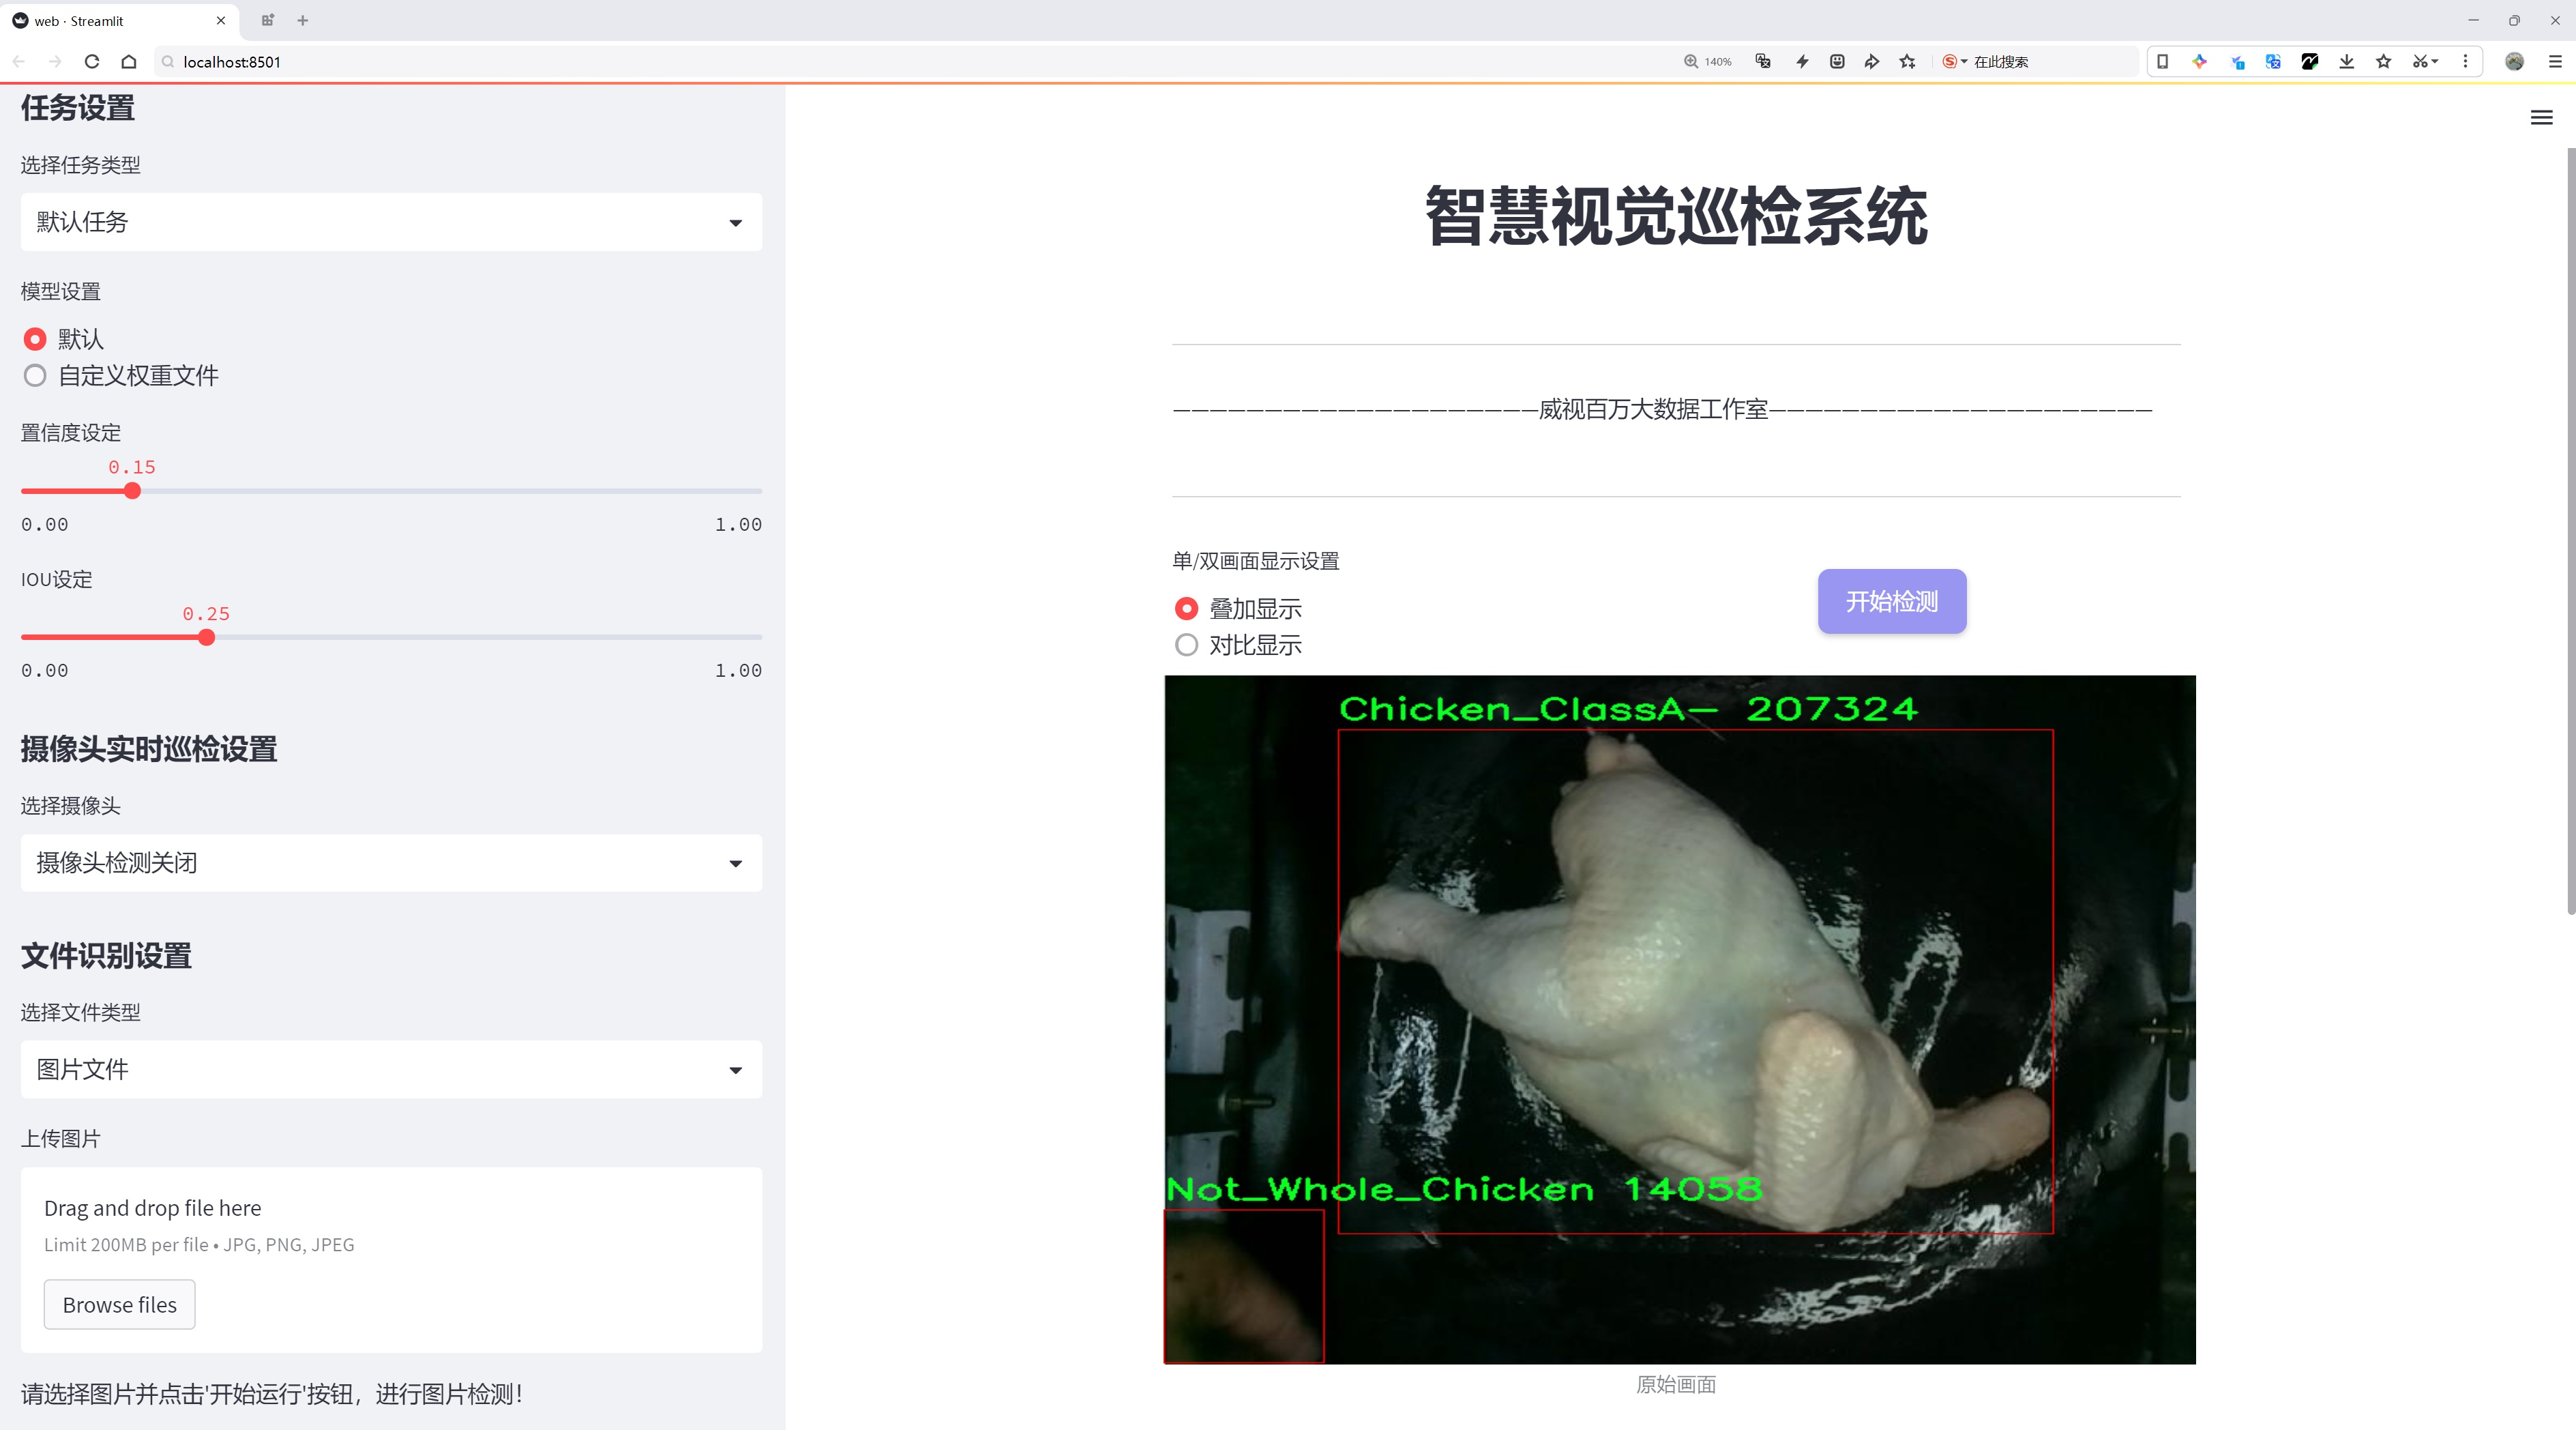 web · Streamlit
localhost:8501
140%
在此搜索
任务设置
选择任务类型
默认任务
模型设置
默认
自定义权重文件
置信度设定
0.15
0.00
1.00
IOU设定
0.25
0.00
1.00
摄像头实时巡检设置
选择摄像头
摄像头检测关闭
文件识别设置
选择文件类型
图片文件
上传图片
Drag and drop file here
Limit 200MB per file • JPG, PNG, JPEG
Browse files
请选择图片并点击'开始运行'按钮，进行图片检测！
智慧视觉巡检系统
—————————————————————威视百万大数据工作室——————————————————————
单/双画面显示设置
叠加显示
对比显示
开始检测
Chicken_ClassA— 207324
Not_Whole_Chicken 14058
原始画面